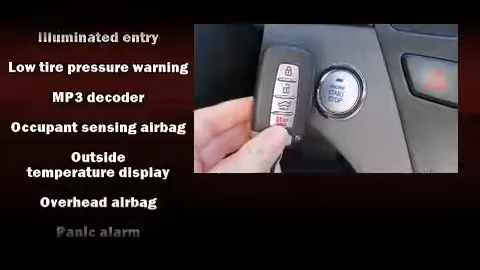 Illuminated entry
Low tire pressure warning
MP3 decoder
Occupant sensing airbag
Outside
temperature display
Overhead airbag
Panic alarm
START
STOP